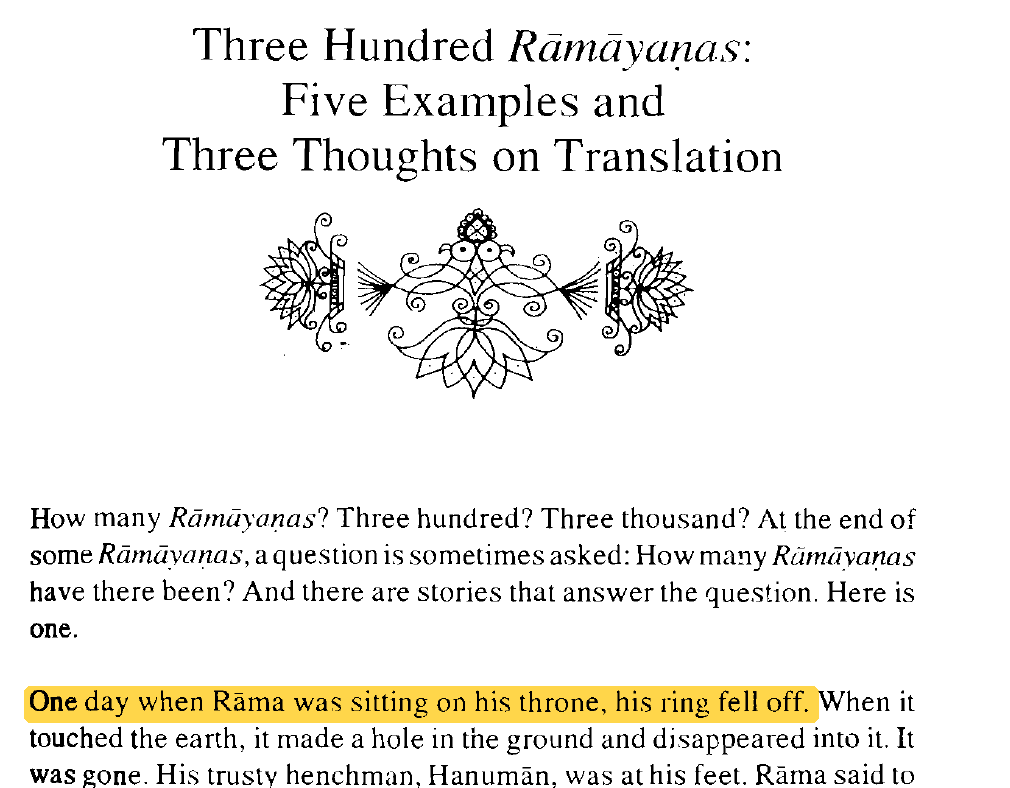 Three Hundred Rāmāyaṇas:
Five Examples and
Three Thoughts on Translation
How many Rāmāyaṇas? Three hundred? Three thousand? At the end of
some Rāmāyaṇas, a question is sometimes asked: How many Rāmāyaṇas
have there been? And there are stories that answer the question. Here is
one.
One day when Rāma was sitting on his throne, his ring fell off. When it
touched the earth, it made a hole in the ground and disappeared into it. It
was gone. His trusty henchman, Hanumān, was at his feet. Rāma said to